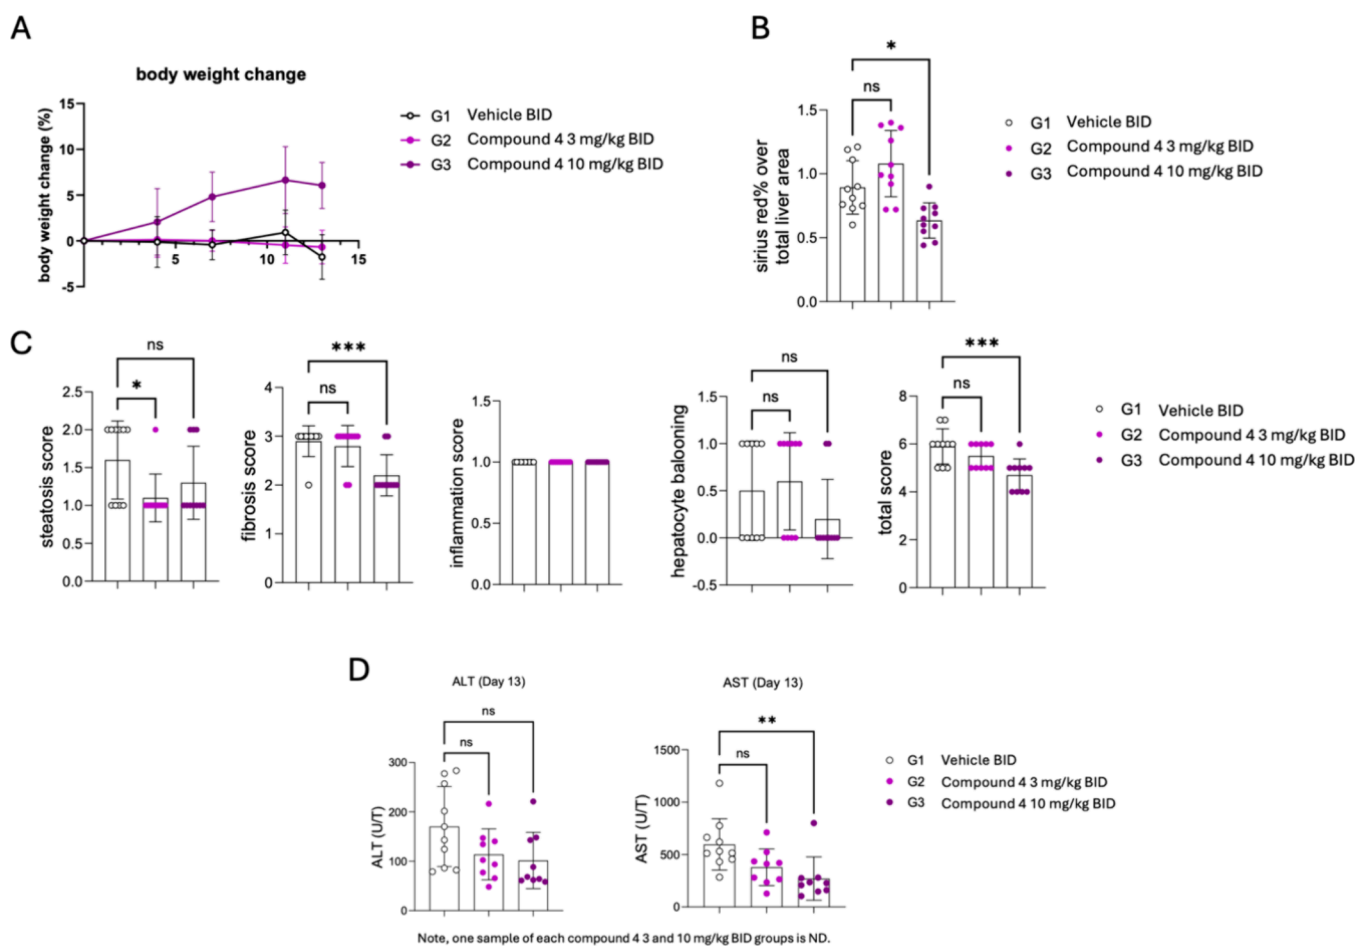 A
body weight change
body weight change (%)
15
10
5
0
-5
5
10
15
G1 Vehicle BID
G2 Compound 4 3 mg/kg BID
G3 Compound 4 10 mg/kg BID
B
*
ns
sirius red% over
total liver area
1.5
1.0
0.5
0.0
G1 Vehicle BID
G2 Compound 4 3 mg/kg BID
G3 Compound 4 10 mg/kg BID
C
ns
*
steatosis score
2.5
2.0
1.5
1.0
0.5
0.0
***
ns
fibrosis score
4
3
2
1
0
inflammation score
1.5
1.0
0.5
0.0
ns
ns
hepatocyte balooning
1.5
1.0
0.5
0.0
-0.5
***
ns
total score
8
6
4
2
0
G1 Vehicle BID
G2 Compound 4 3 mg/kg BID
G3 Compound 4 10 mg/kg BID
D
ALT (Day 13)
ns
ns
ALT (U/T)
300
200
100
0
AST (Day 13)
**
ns
AST (U/T)
1500
1000
500
0
G1 Vehicle BID
G2 Compound 4 3 mg/kg BID
G3 Compound 4 10 mg/kg BID
Note, one sample of each compound 4 3 and 10 mg/kg BID groups is ND.